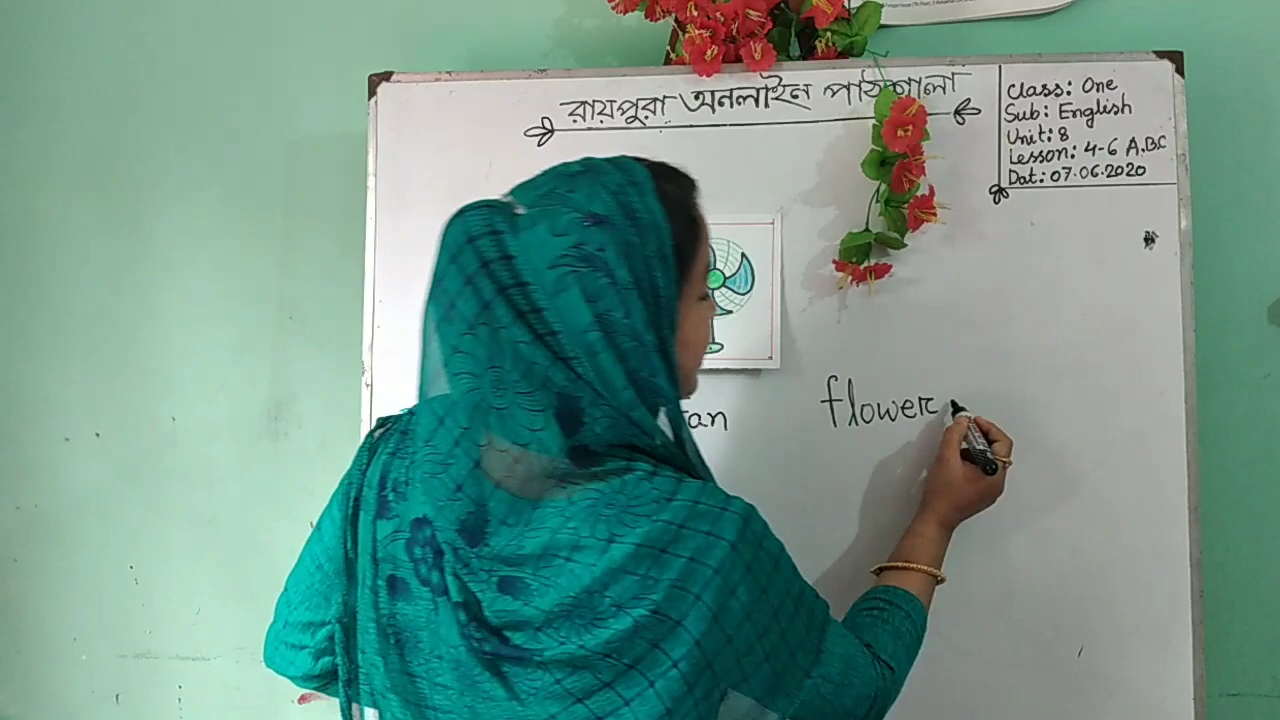 রায়পুরা অনলাইন পাঠশালা
Class: One
Sub: English
Unit: 8
Lesson: 4-6 A.B.C
Dat: 07.06.2020
fan
flower